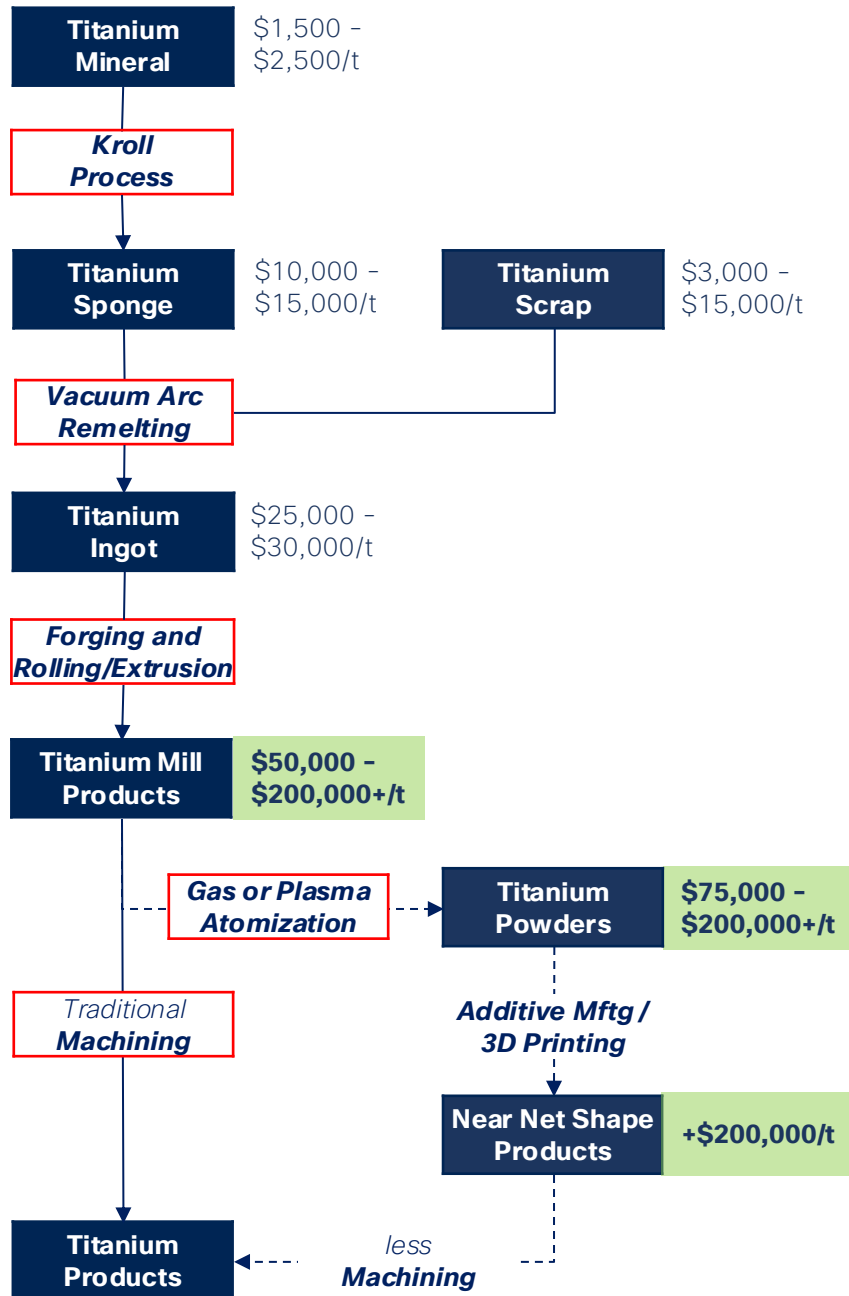 Titanium
Mineral
$1,500 –
$2,500/t
Kroll
Process
Titanium
Sponge
$10,000 –
$15,000/t
Titanium
Scrap
$3,000 –
$15,000/t
Vacuum Arc
Remelting
Titanium
Ingot
$25,000 –
$30,000/t
Forging and
Rolling/Extrusion
Titanium Mill
Products
$50,000 –
$200,000+/t
Gas or Plasma
Atomization
Titanium
Powders
$75,000 –
$200,000+/t
Traditional
Machining
Additive Mftg /
3D Printing
Near Net Shape
Products
+$200,000/t
Titanium
Products
less
Machining